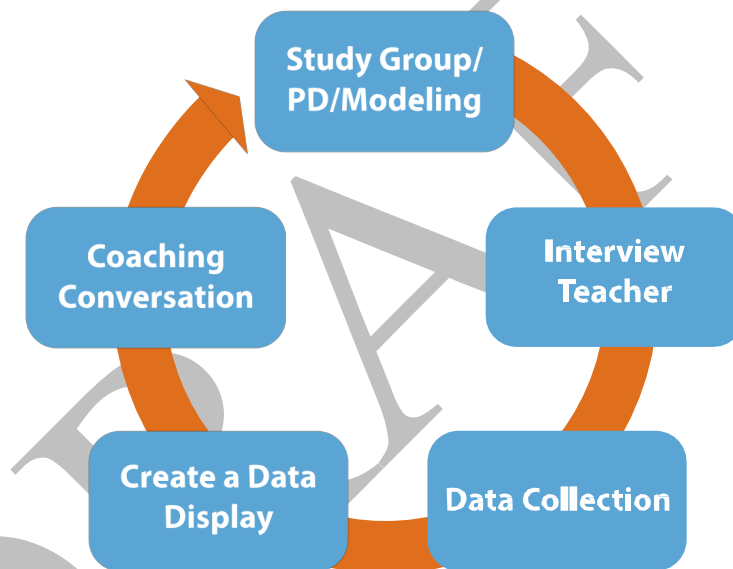 Study Group/
PD/Modeling
Interview
Teacher
Data Collection
Create a Data
Display
Coaching
Conversation